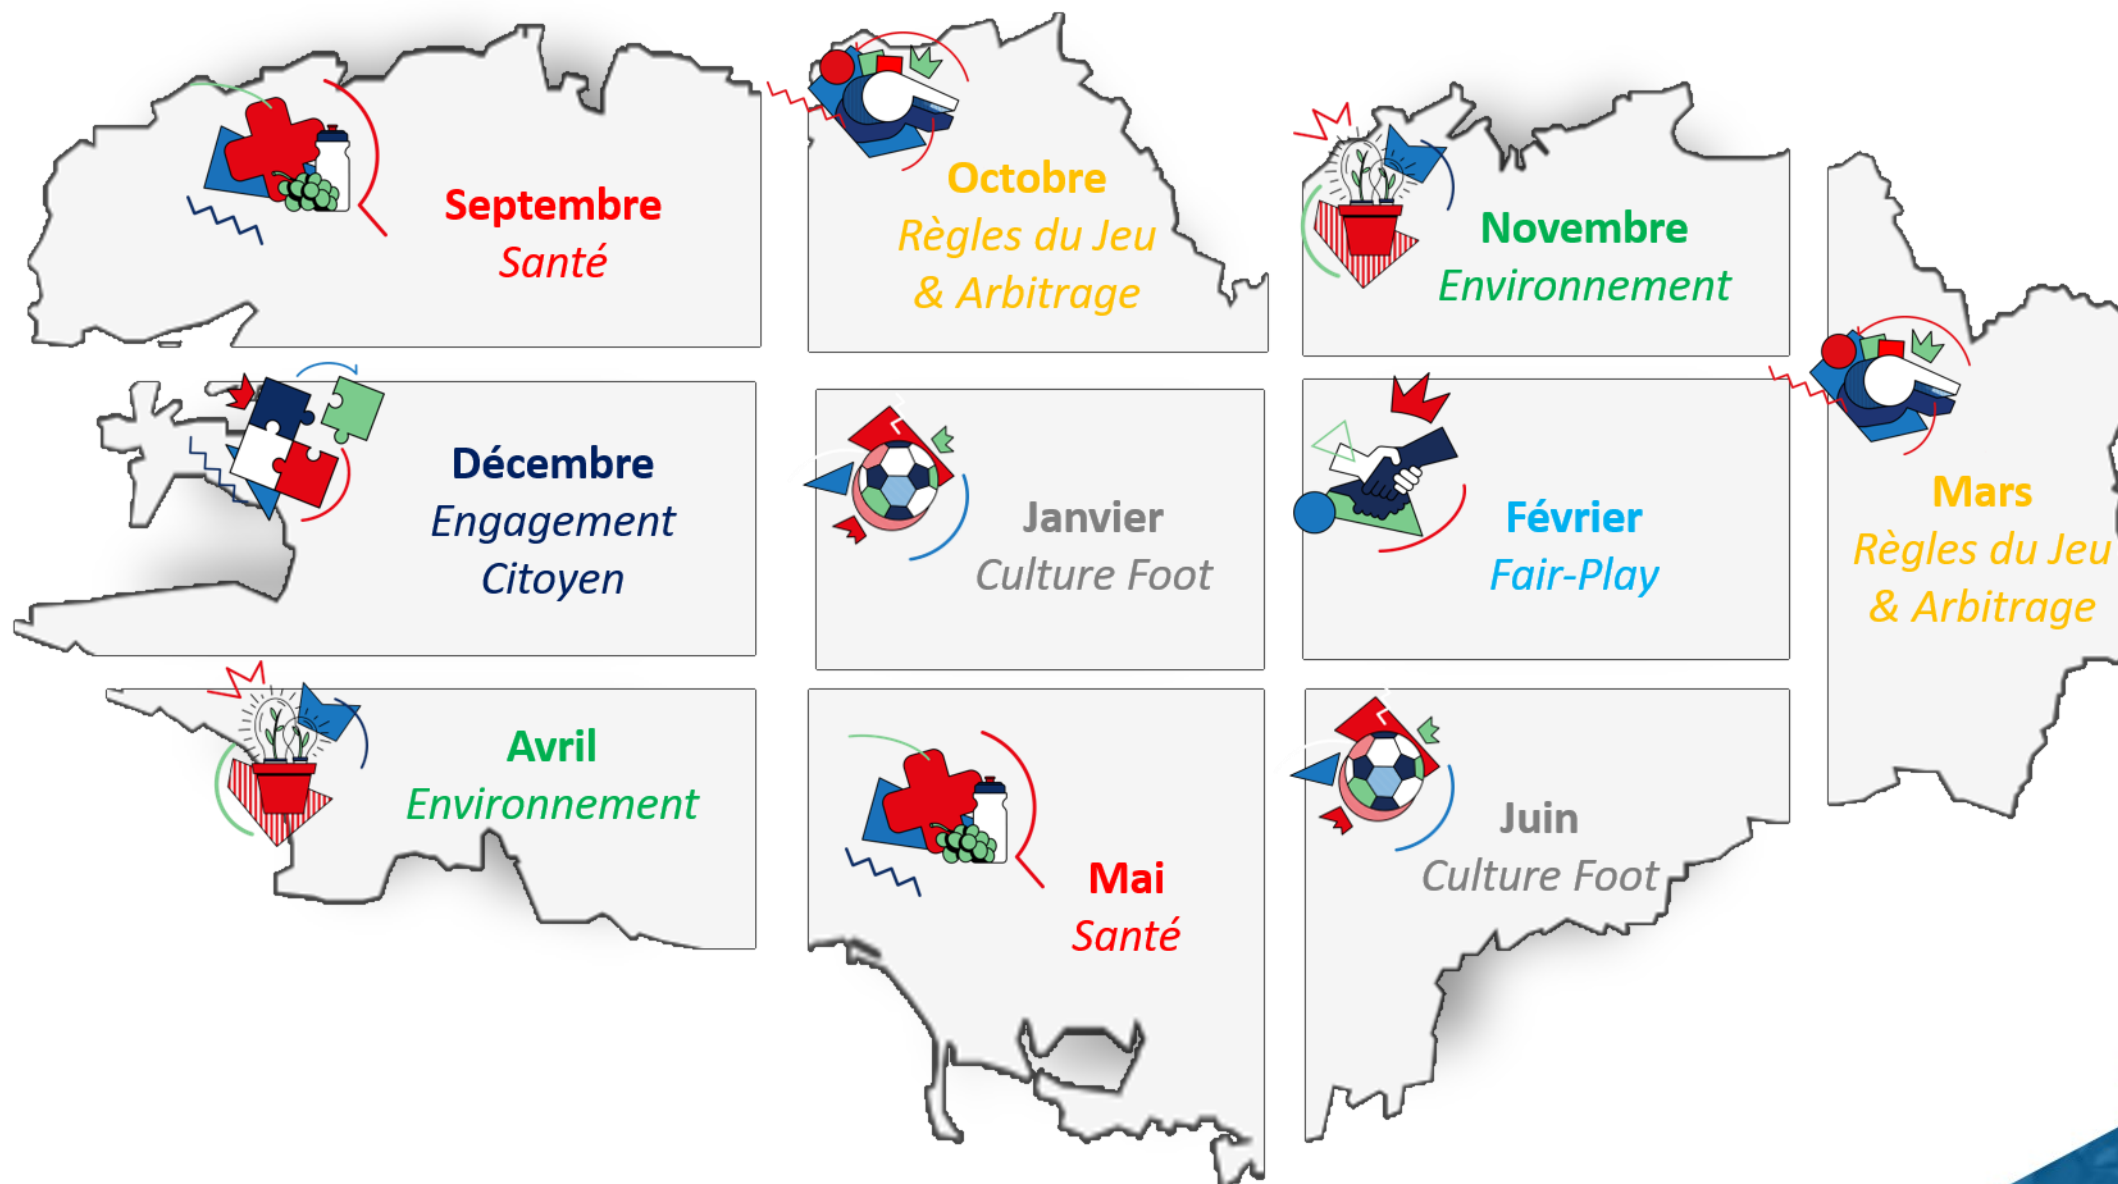 Septembre
Santé
Octobre
Règles du Jeu
& Arbitrage
Novembre
Environnement
Décembre
Engagement
Citoyen
Janvier
Culture Foot
Février
Fair-Play
Mars
Règles du Jeu
& Arbitrage
Avril
Environnement
Mai
Santé
Juin
Culture Foot